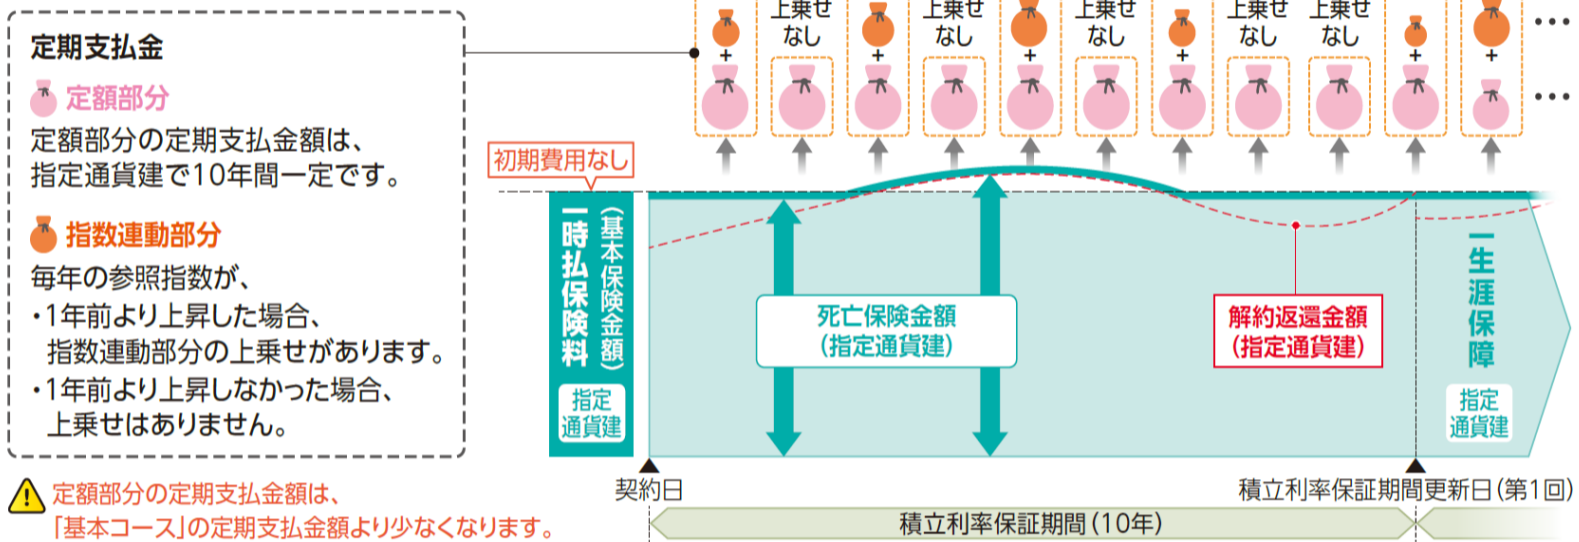 定期支払金
定額部分
定額部分の定期支払金額は、
指定通貨建で10年間一定です。
指数連動部分
毎年の参照指数が、
・1年前より上昇した場合、
指数連動部分の上乗せがあります。
・1年前より上昇しなかった場合、
上乗せはありません。
定額部分の定期支払金額は、
「基本コース」の定期支払金額より少なくなります。
上乗せ
なし
上乗せ
なし
上乗せ
なし
上乗せ
なし
上乗せ
なし
+
+
+
+
+
+
…
…
初期費用なし
一時払保険料
(基本保険金額)
指定
通貨建
死亡保険金額
(指定通貨建)
解約返還金額
(指定通貨建)
一生涯保障
指定
通貨建
契約日
積立利率保証期間更新日(第1回)
積立利率保証期間(10年)